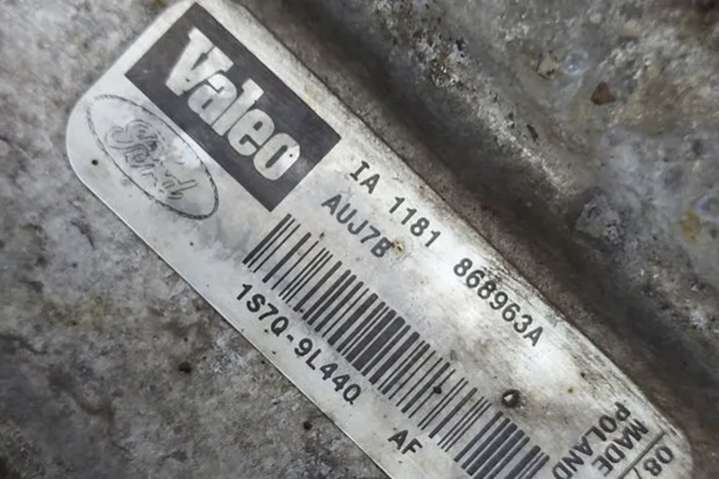 Valeo
Ford
IA 1181 868963A
AUJ7B
1S7Q-9L440 AF
08/
MADE
POLAND